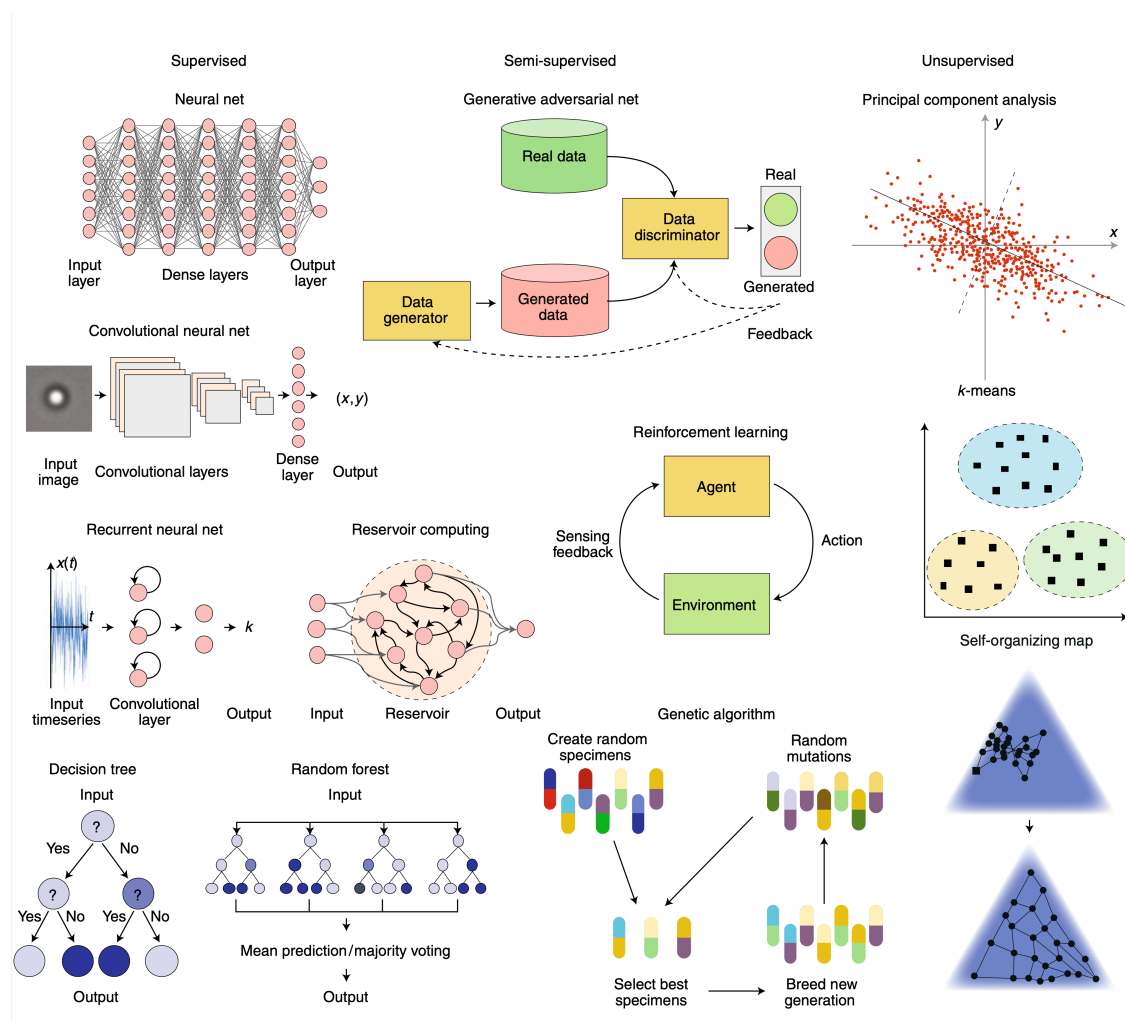 Supervised
Neural net
Input
layer
Dense layers
Output
layer
Convolutional neural net
(x,y)
Input
image
Convolutional layers
Dense
layer
Output
Recurrent neural net
x(t)
t
k
Input
timeseries
Convolutional
layer
Output
Reservoir computing
Input
Reservoir
Output
Decision tree
Input
?
Yes
No
?
?
Yes
No
Yes
No
Output
Random forest
Input
Mean prediction/majority voting
Output
Semi-supervised
Generative adversarial net
Real data
Real
Data
discriminator
Generated
Data
generator
Generated
data
Feedback
Reinforcement learning
Agent
Sensing
feedback
Action
Environment
Genetic algorithm
Create random
specimens
Random
mutations
Select best
specimens
Breed new
generation
Unsupervised
Principal component analysis
y
x
k-means
Self-organizing map